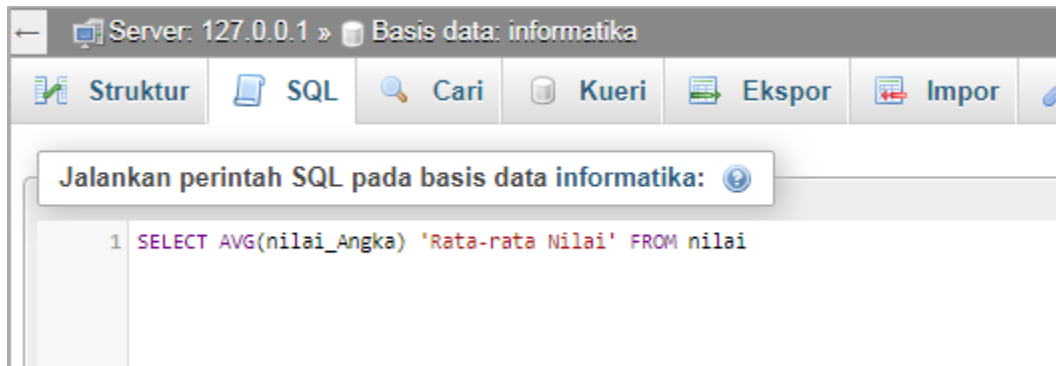 ← Server: 127.0.0.1 » Basis data: informatika
Struktur SQL Cari Kueri Ekspor Impor
Jalankan perintah SQL pada basis data informatika:
1 SELECT AVG(nilai_Angka) 'Rata-rata Nilai' FROM nilai